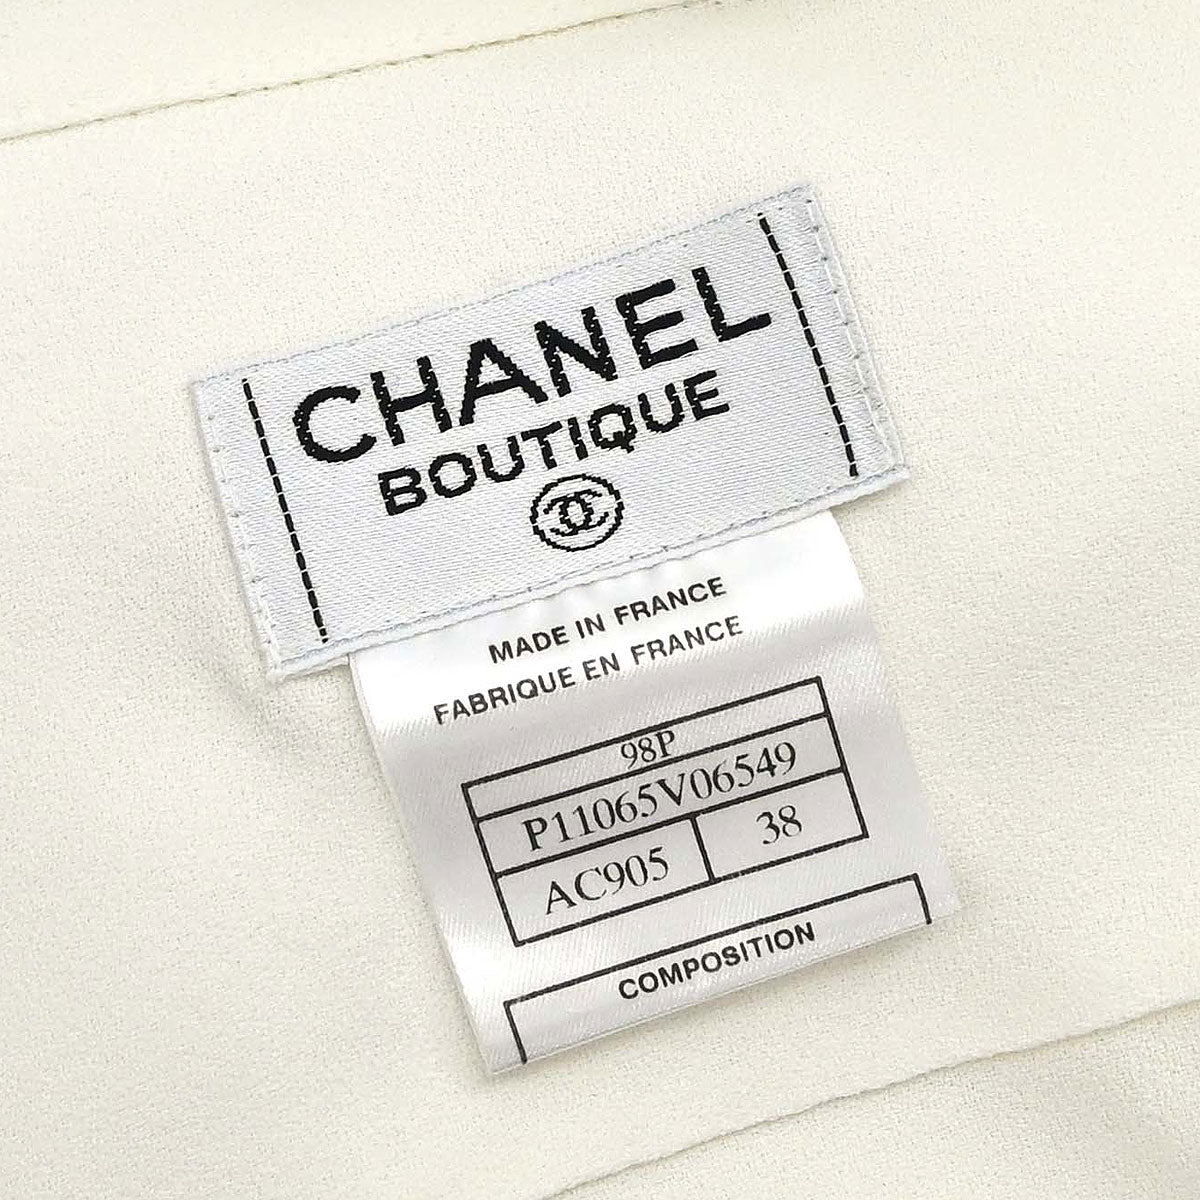 CHANEL
BOUTIQUE
MADE IN FRANCE
FABRIQUE EN FRANCE
98P
P11065V06549
AC905 38
COMPOSITION